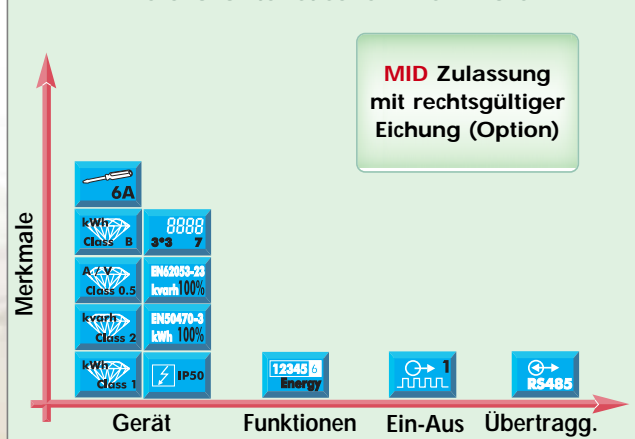 MID Zulassung
mit rechtsgültiger
Eichung (Option)
Merkmale
6A
kWh
Class B
8888
3*3 7
A / V
Class 0.5
EN62053-23
kvarh 100%
kvarh
Class 2
EN50470-3
kWh 100%
kWh
Class 1
IP50
12345 6
Energy
1
RS485
Gerät
Funktionen
Ein-Aus
Übertragg.